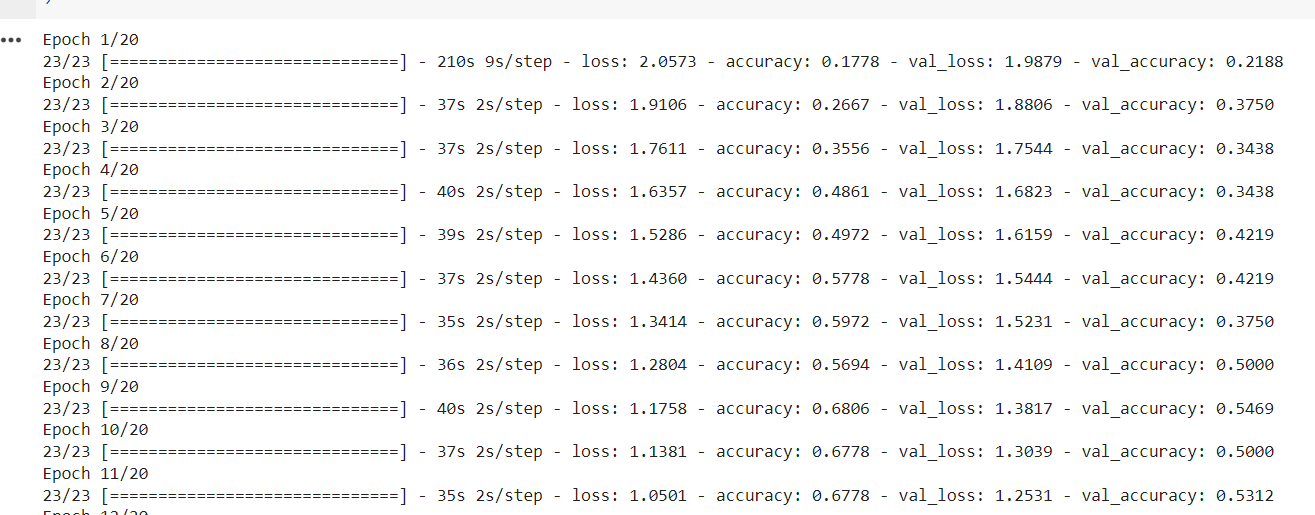 Epoch 1/20
23/23 [==============================] - 210s 9s/step - loss: 2.0573 - accuracy: 0.1778 - val_loss: 1.9879 - val_accuracy: 0.2188
Epoch 2/20
23/23 [==============================] - 37s 2s/step - loss: 1.9106 - accuracy: 0.2667 - val_loss: 1.8806 - val_accuracy: 0.3750
Epoch 3/20
23/23 [==============================] - 37s 2s/step - loss: 1.7611 - accuracy: 0.3556 - val_loss: 1.7544 - val_accuracy: 0.3438
Epoch 4/20
23/23 [==============================] - 40s 2s/step - loss: 1.6357 - accuracy: 0.4861 - val_loss: 1.6823 - val_accuracy: 0.3438
Epoch 5/20
23/23 [==============================] - 39s 2s/step - loss: 1.5286 - accuracy: 0.4972 - val_loss: 1.6159 - val_accuracy: 0.4219
Epoch 6/20
23/23 [==============================] - 37s 2s/step - loss: 1.4360 - accuracy: 0.5778 - val_loss: 1.5444 - val_accuracy: 0.4219
Epoch 7/20
23/23 [==============================] - 35s 2s/step - loss: 1.3414 - accuracy: 0.5972 - val_loss: 1.5231 - val_accuracy: 0.3750
Epoch 8/20
23/23 [==============================] - 36s 2s/step - loss: 1.2804 - accuracy: 0.5694 - val_loss: 1.4109 - val_accuracy: 0.5000
Epoch 9/20
23/23 [==============================] - 40s 2s/step - loss: 1.1758 - accuracy: 0.6806 - val_loss: 1.3817 - val_accuracy: 0.5469
Epoch 10/20
23/23 [==============================] - 37s 2s/step - loss: 1.1381 - accuracy: 0.6778 - val_loss: 1.3039 - val_accuracy: 0.5000
Epoch 11/20
23/23 [==============================] - 35s 2s/step - loss: 1.0501 - accuracy: 0.6778 - val_loss: 1.2531 - val_accuracy: 0.5312
Epoch 12/20